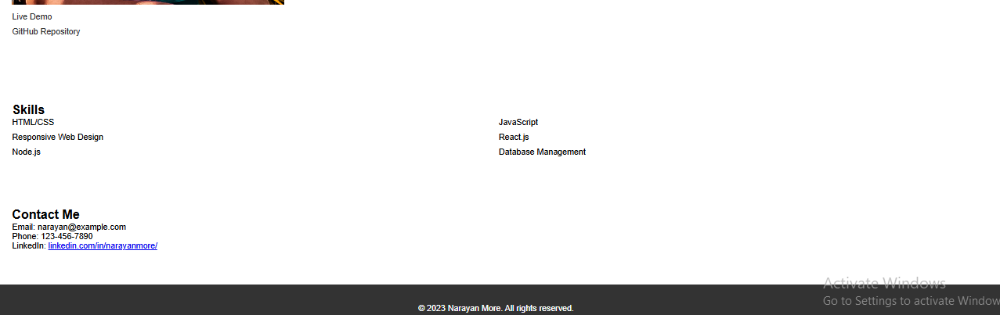 Live Demo
GitHub Repository
Skills
HTML/CSS
JavaScript
Responsive Web Design
React.js
Node.js
Database Management
Contact Me
Email: narayan@example.com
Phone: 123-456-7890
LinkedIn: linkedin.com/in/narayanmore/
Activate Windows
Go to Settings to activate Window
© 2023 Narayan More. All rights reserved.